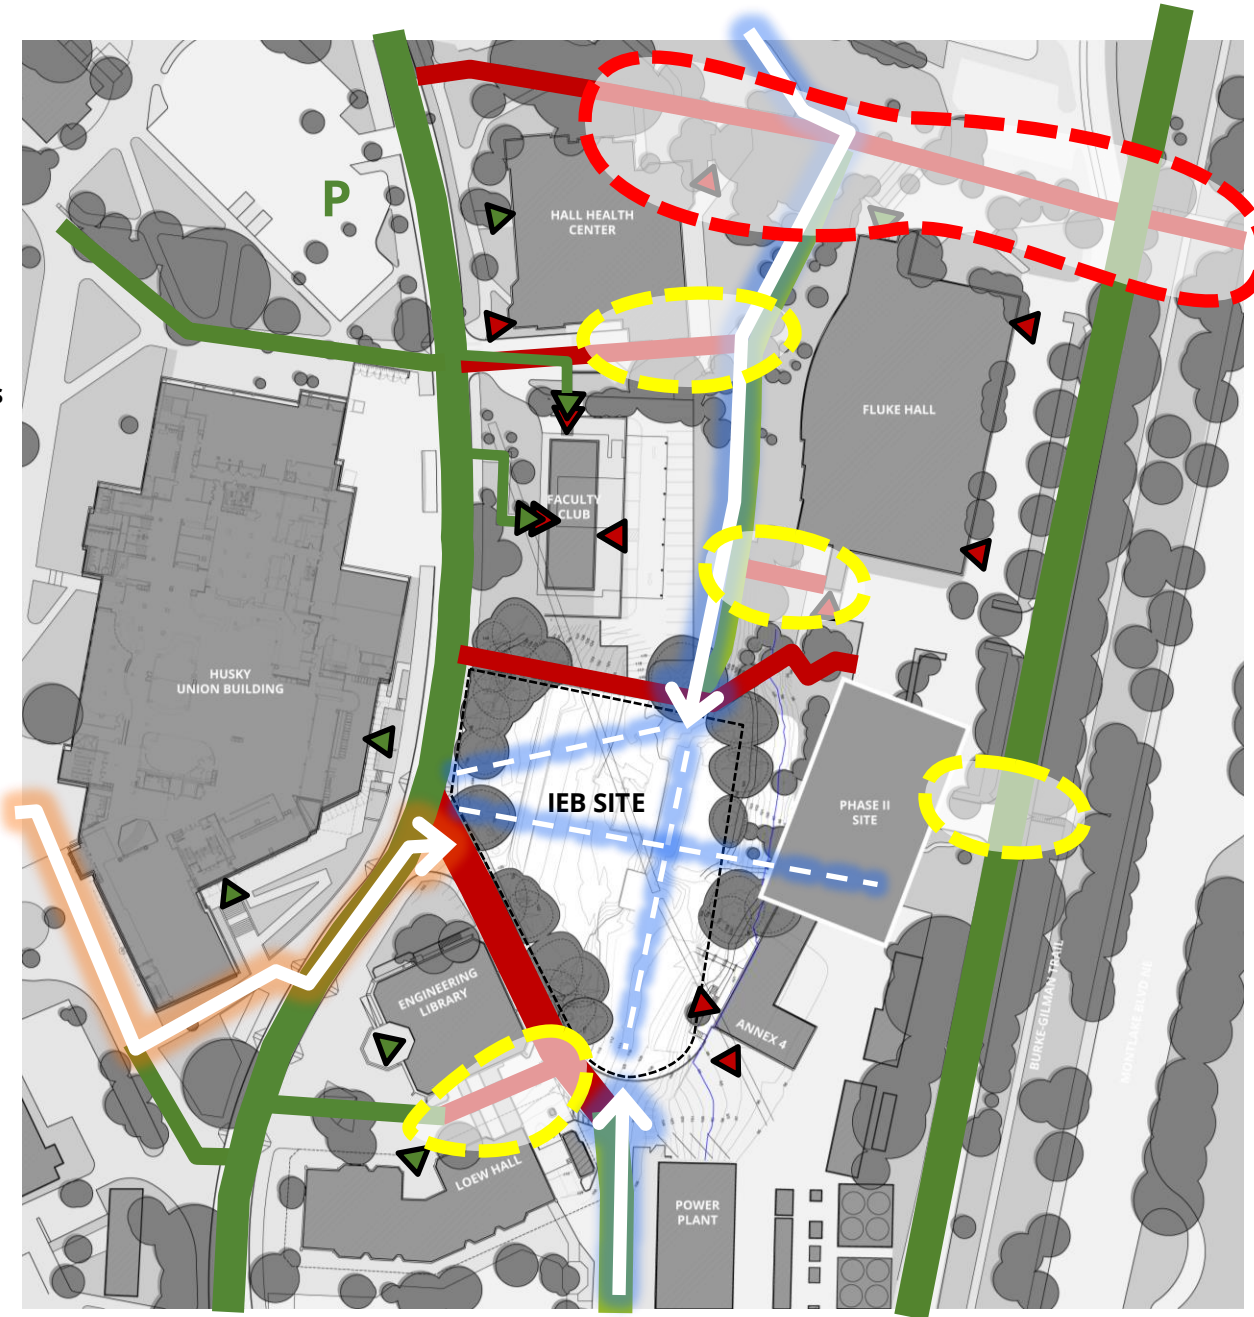 P
HALL HEALTH
CENTER
s
FLUKE HALL
FACULTY
CLUB
HUSKY
UNION BUILDING
IEB SITE
PHASE II
SITE
ENGINEERING
LIBRARY
ANNEX 4
BURKE-GILMAN TRAIL
MONTLAKE BLVD NE
LOEW HALL
POWER
PLANT